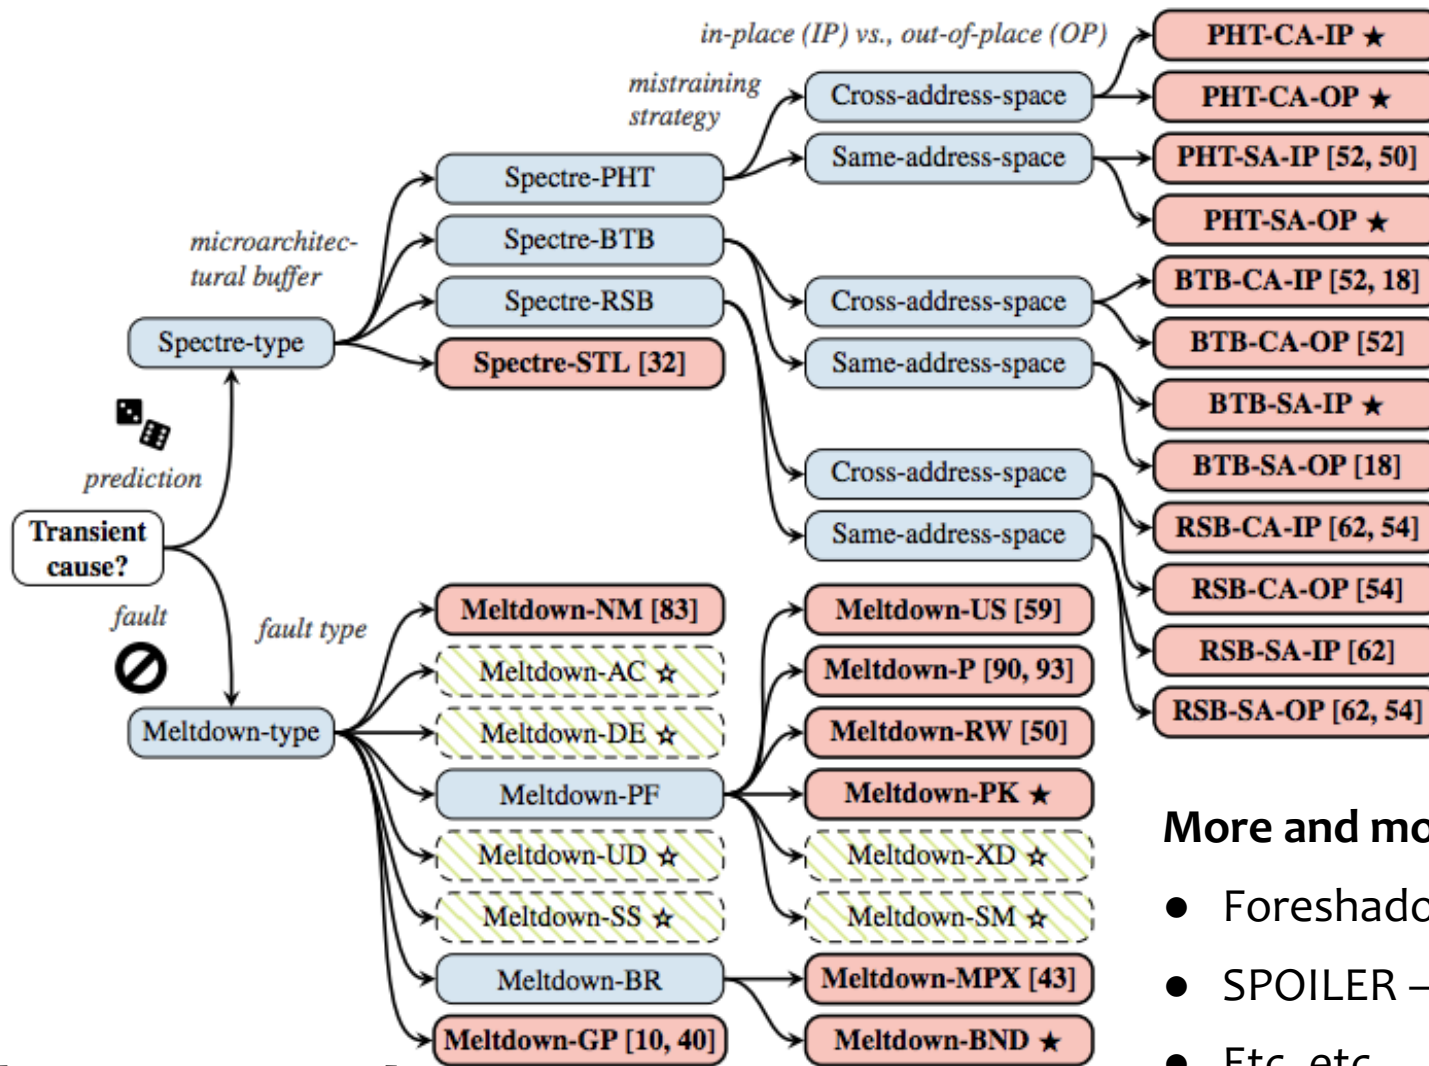 in-place (IP) vs., out-of-place (OP)
mistraining
strategy
Cross-address-space
Same-address-space
PHT-CA-IP ★
PHT-CA-OP ★
PHT-SA-IP [52, 50]
PHT-SA-OP ★
microarchitec-
tural buffer
Spectre-type
Spectre-PHT
Spectre-BTB
Spectre-RSB
Spectre-STL [32]
Cross-address-space
Same-address-space
BTB-CA-IP [52, 18]
BTB-CA-OP [52]
BTB-SA-IP ★
BTB-SA-OP [18]
Cross-address-space
Same-address-space
RSB-CA-IP [62, 54]
RSB-CA-OP [54]
RSB-SA-IP [62]
RSB-SA-OP [62, 54]
prediction
Transient
cause?
fault
fault type
Meltdown-type
Meltdown-NM [83]
Meltdown-AC ☆
Meltdown-DE ☆
Meltdown-PF
Meltdown-UD ☆
Meltdown-SS ☆
Meltdown-BR
Meltdown-GP [10, 40]
Meltdown-US [59]
Meltdown-P [90, 93]
Meltdown-RW [50]
Meltdown-PK ★
Meltdown-XD ☆
Meltdown-SM ☆
Meltdown-MPX [43]
Meltdown-BND ★
More and mo
● Foreshado
● SPOILER –
● Etc. etc.